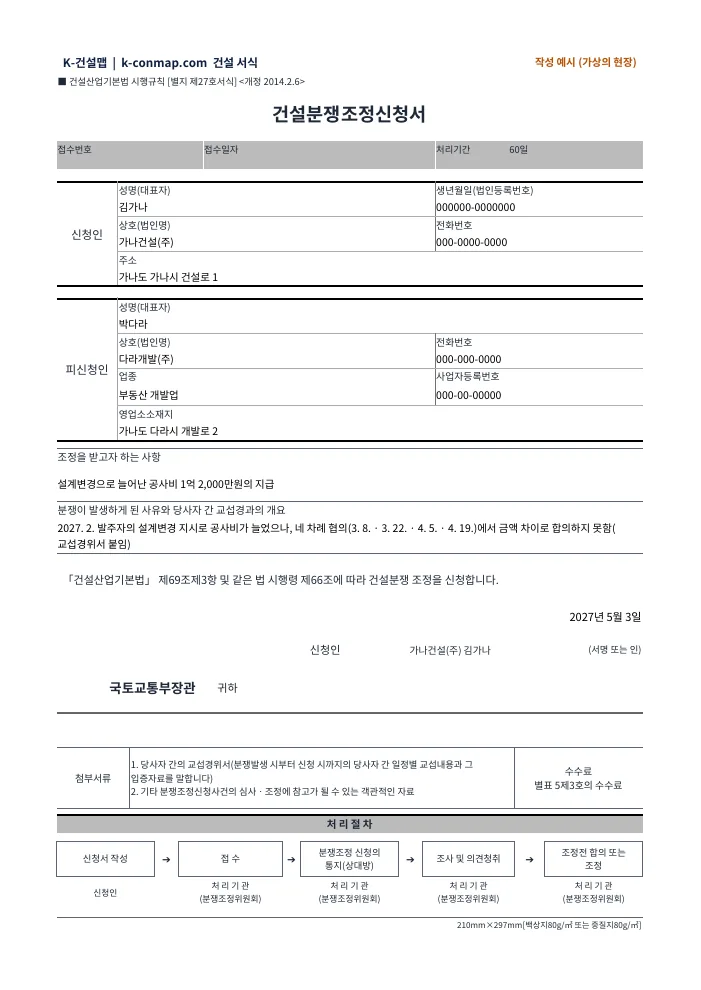 K-건설맵 | k-conmap.com 건설 서식
작성 예시 (가상의 현장)
■ 건설산업기본법 시행규칙 [별지 제27호서식] <개정 2014.2.6>
건설분쟁조정신청서
접수번호 접수일자 처리기간 60일
신청인
성명(대표자) 생년월일(법인등록번호)
김가나 000000-0000000
상호(법인명) 전화번호
가나건설(주) 000-0000-0000
주소
가나도 가나시 건설로 1
피신청인
성명(대표자)
박다라
상호(법인명) 전화번호
다라개발(주) 000-000-0000
업종 사업자등록번호
부동산 개발업 000-00-00000
영업소소재지
가나도 다라시 개발로 2
조정을 받고자 하는 사항
설계변경으로 늘어난 공사비 1억 2,000만원의 지급
분쟁이 발생하게 된 사유와 당사자 간 교섭경과의 개요
2027. 2. 발주자의 설계변경 지시로 공사비가 늘었으나, 네 차례 협의(3. 8. · 3. 22. · 4. 5. · 4. 19.)에서 금액 차이로 합의하지 못함(
교섭경위서 붙임)
「건설산업기본법」 제69조제3항 및 같은 법 시행령 제66조에 따라 건설분쟁 조정을 신청합니다.
2027년 5월 3일
신청인 가나건설(주) 김가나 (서명 또는 인)
국토교통부장관 귀하
첨부서류
1. 당사자 간의 교섭경위서(분쟁발생 시부터 신청 시까지의 당사자 간 일정별 교섭내용과 그
입증자료를 말합니다)
2. 기타 분쟁조정신청사건의 심사ㆍ조정에 참고가 될 수 있는 객관적인 자료
수수료
별표 5제3호의 수수료
처 리 절 차
신청서 작성 ➔ 접 수 ➔ 분쟁조정 신청의 통지(상대방) ➔ 조사 및 의견청취 ➔ 조정전 합의 또는 조정
신청인 처 리 기 관 처 리 기 관 처 리 기 관 처 리 기 관
(분쟁조정위원회) (분쟁조정위원회) (분쟁조정위원회) (분쟁조정위원회)
210mm×297mm[백상지80g/㎡ 또는 중질지80g/㎡]